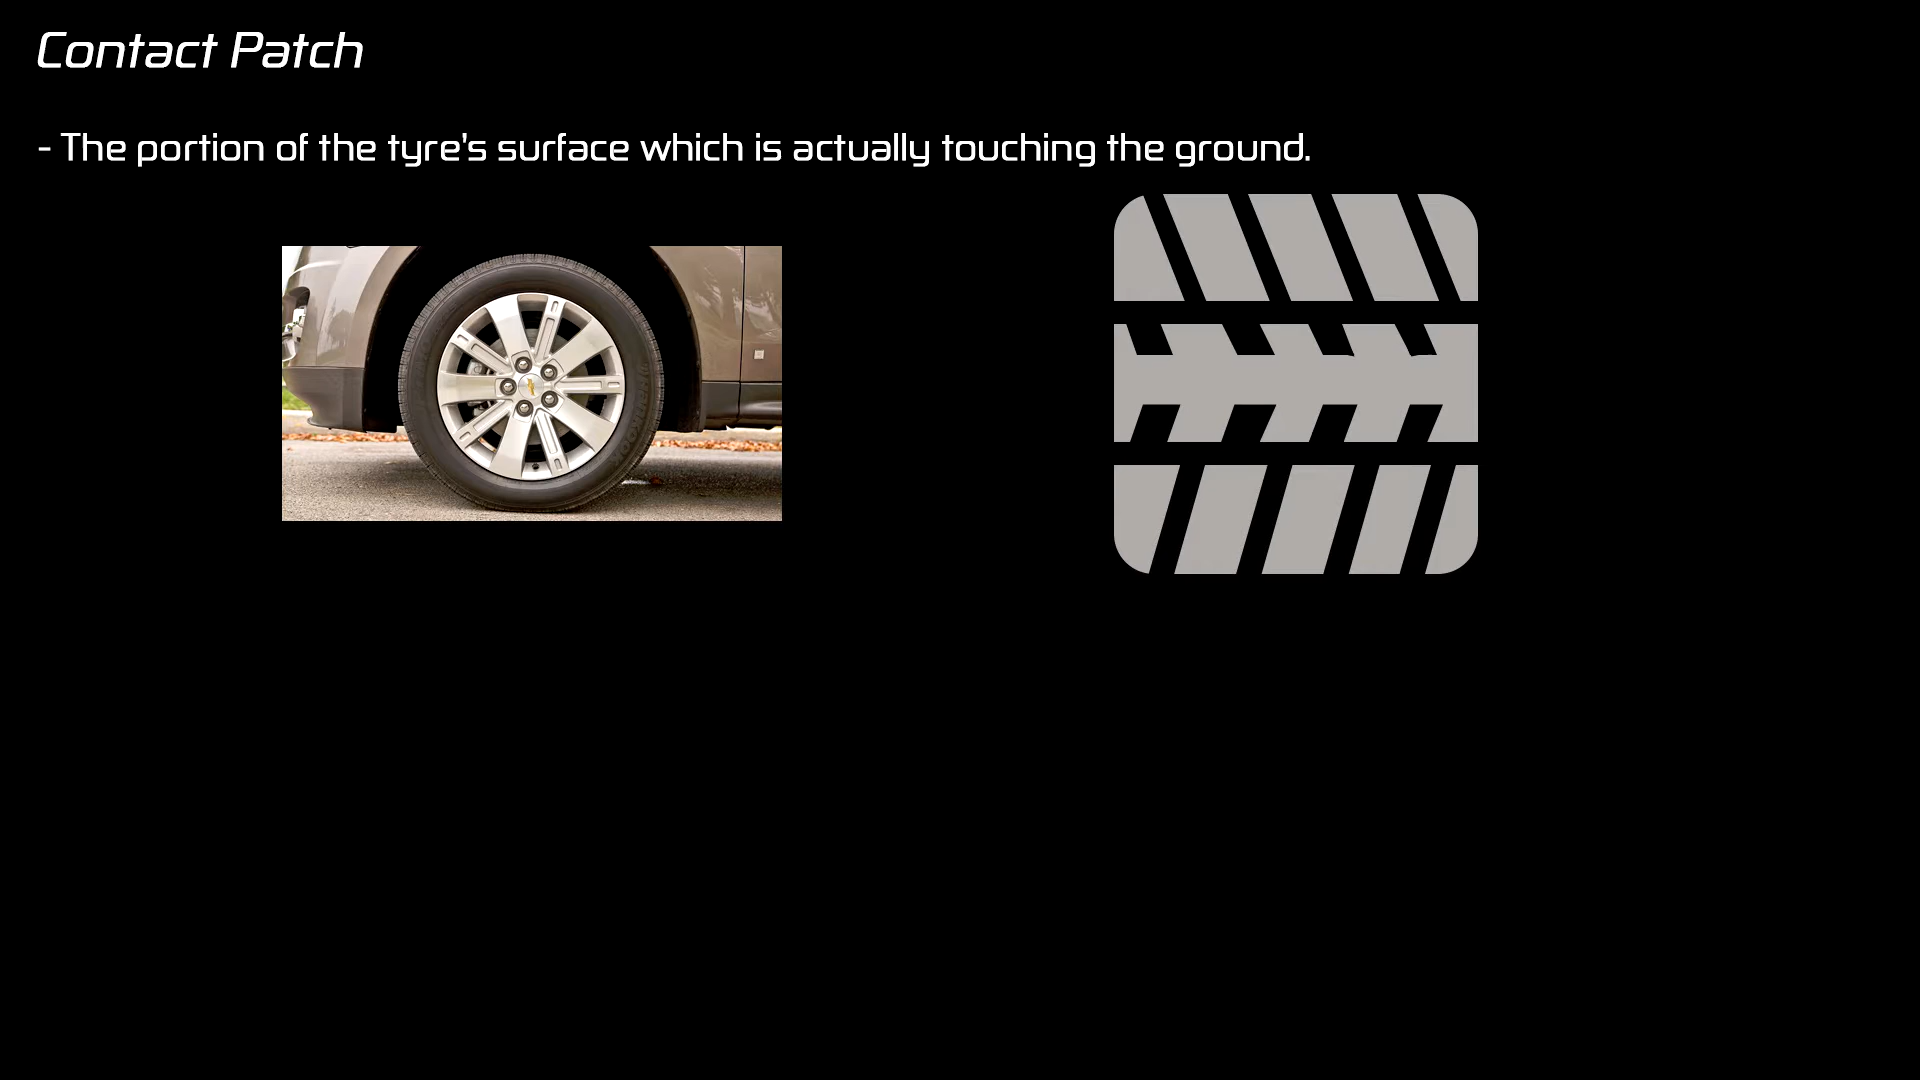 Contact Patch
- The portion of the tyre's surface which is actually touching the ground.